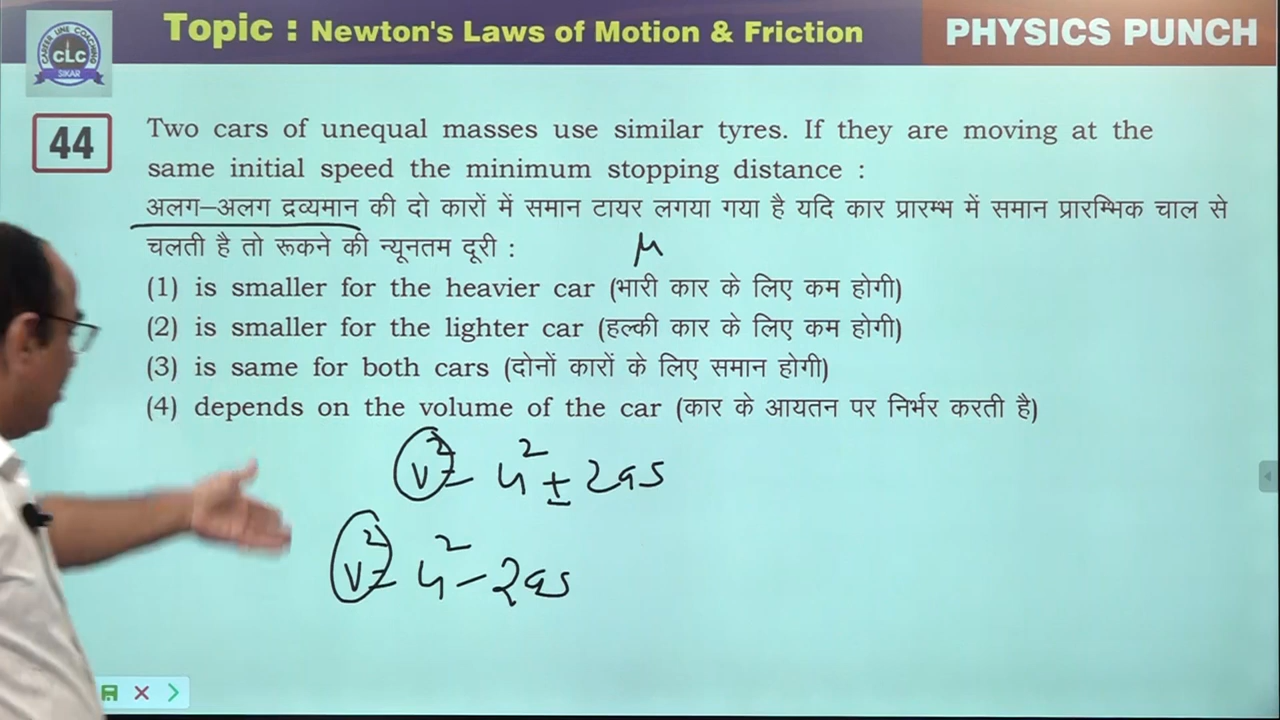 Topic : Newton's Laws of Motion & Friction
PHYSICS PUNCH
CAREER LINE COACHING
CLC
SIKAR
44
Two cars of unequal masses use similar tyres. If they are moving at the
same initial speed the minimum stopping distance :
अलग–अलग द्रव्यमान की दो कारों में समान टायर लगया गया है यदि कार प्रारम्भ में समान प्रारम्भिक चाल से
चलती है तो रूकने की न्यूनतम दूरी :
μ
(1) is smaller for the heavier car (भारी कार के लिए कम होगी)
(2) is smaller for the lighter car (हल्की कार के लिए कम होगी)
(3) is same for both cars (दोनों कारों के लिए समान होगी)
(4) depends on the volume of the car (कार के आयतन पर निर्भर करती है)
v² = u² ± 2as
v² = u² – 2as